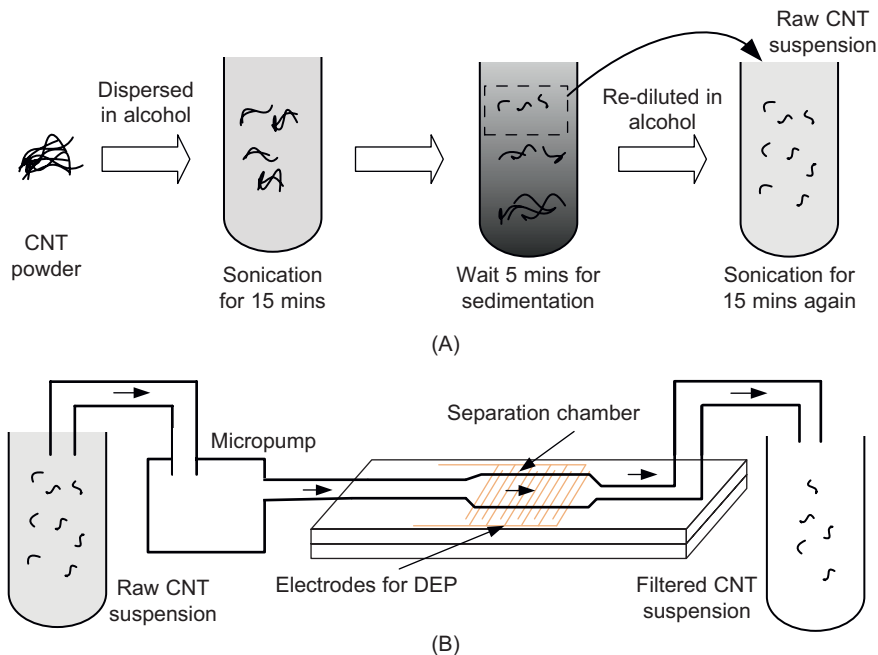 Raw CNT
suspension
Dispersed
in alcohol
Re-diluted in
alcohol
CNT
powder
Sonication
for 15 mins
Wait 5 mins for
sedimentation
Sonication for
15 mins again
(A)
Separation chamber
Micropump
Raw CNT
suspension
Electrodes for DEP
Filtered CNT
suspension
(B)